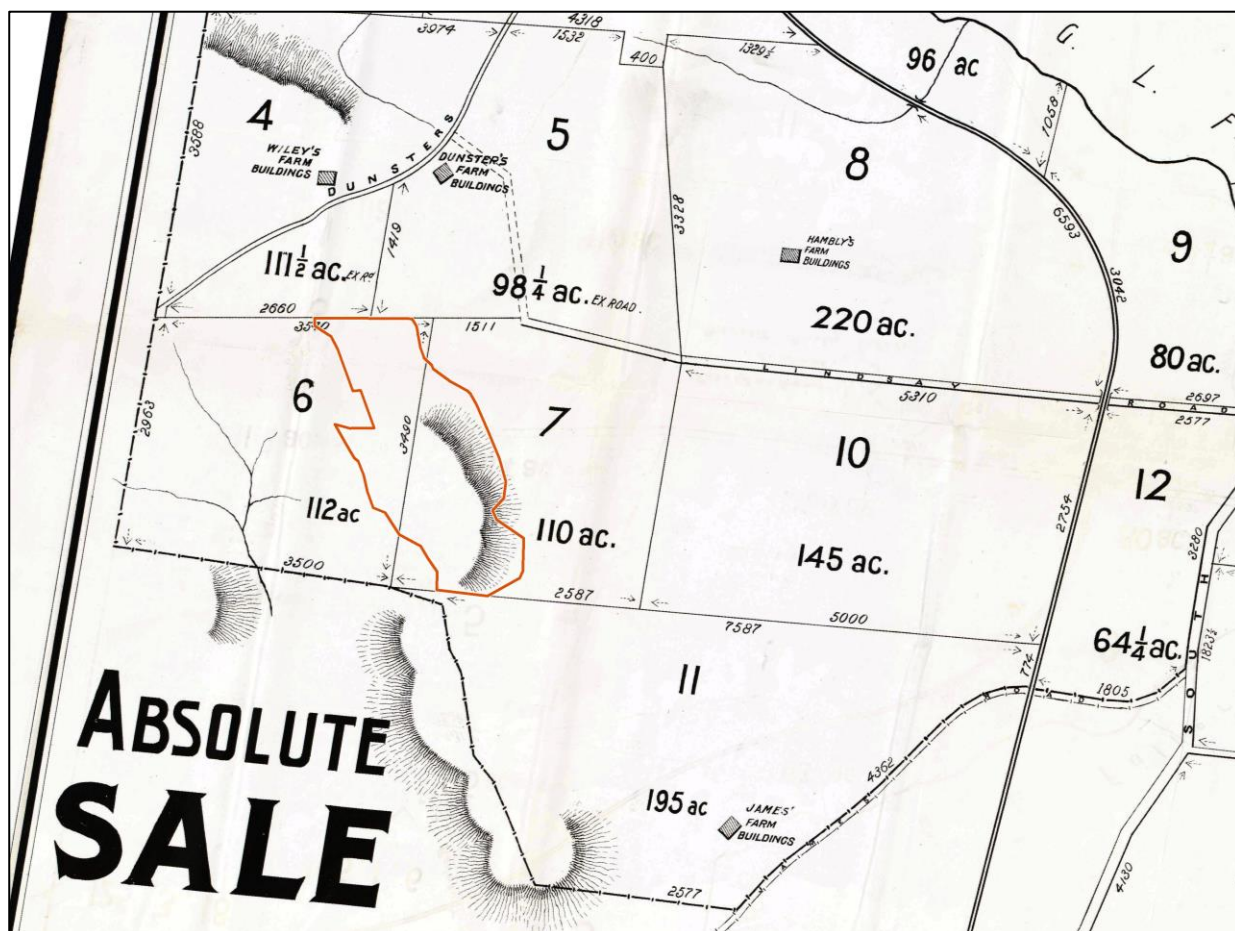 4318
3974
1532
400
1329½
96 ac
G.
L.
F
1058
3588
4
WILEY'S
FARM
BUILDINGS
DUNSTERS
DUNSTER'S
FARM
BUILDINGS
5
8
3328
HAMBLY'S
FARM
BUILDINGS
6593
3042
9
1419
111½ ac. EX Rd
98¼ ac. EX ROAD.
220 ac.
80 ac.
2660
1511
LINDSAY
5310
ROAD
2697
2577
2963
6
7
10
12
112 ac
110 ac.
145 ac.
2754
3280
3500
2587
7587
5000
774
64¼ ac.
SOUTH
1823½
11
1805
ROAD
ABSOLUTE
SALE
195 ac
JAMES'
FARM
BUILDINGS
4362
JAS
2577
4130